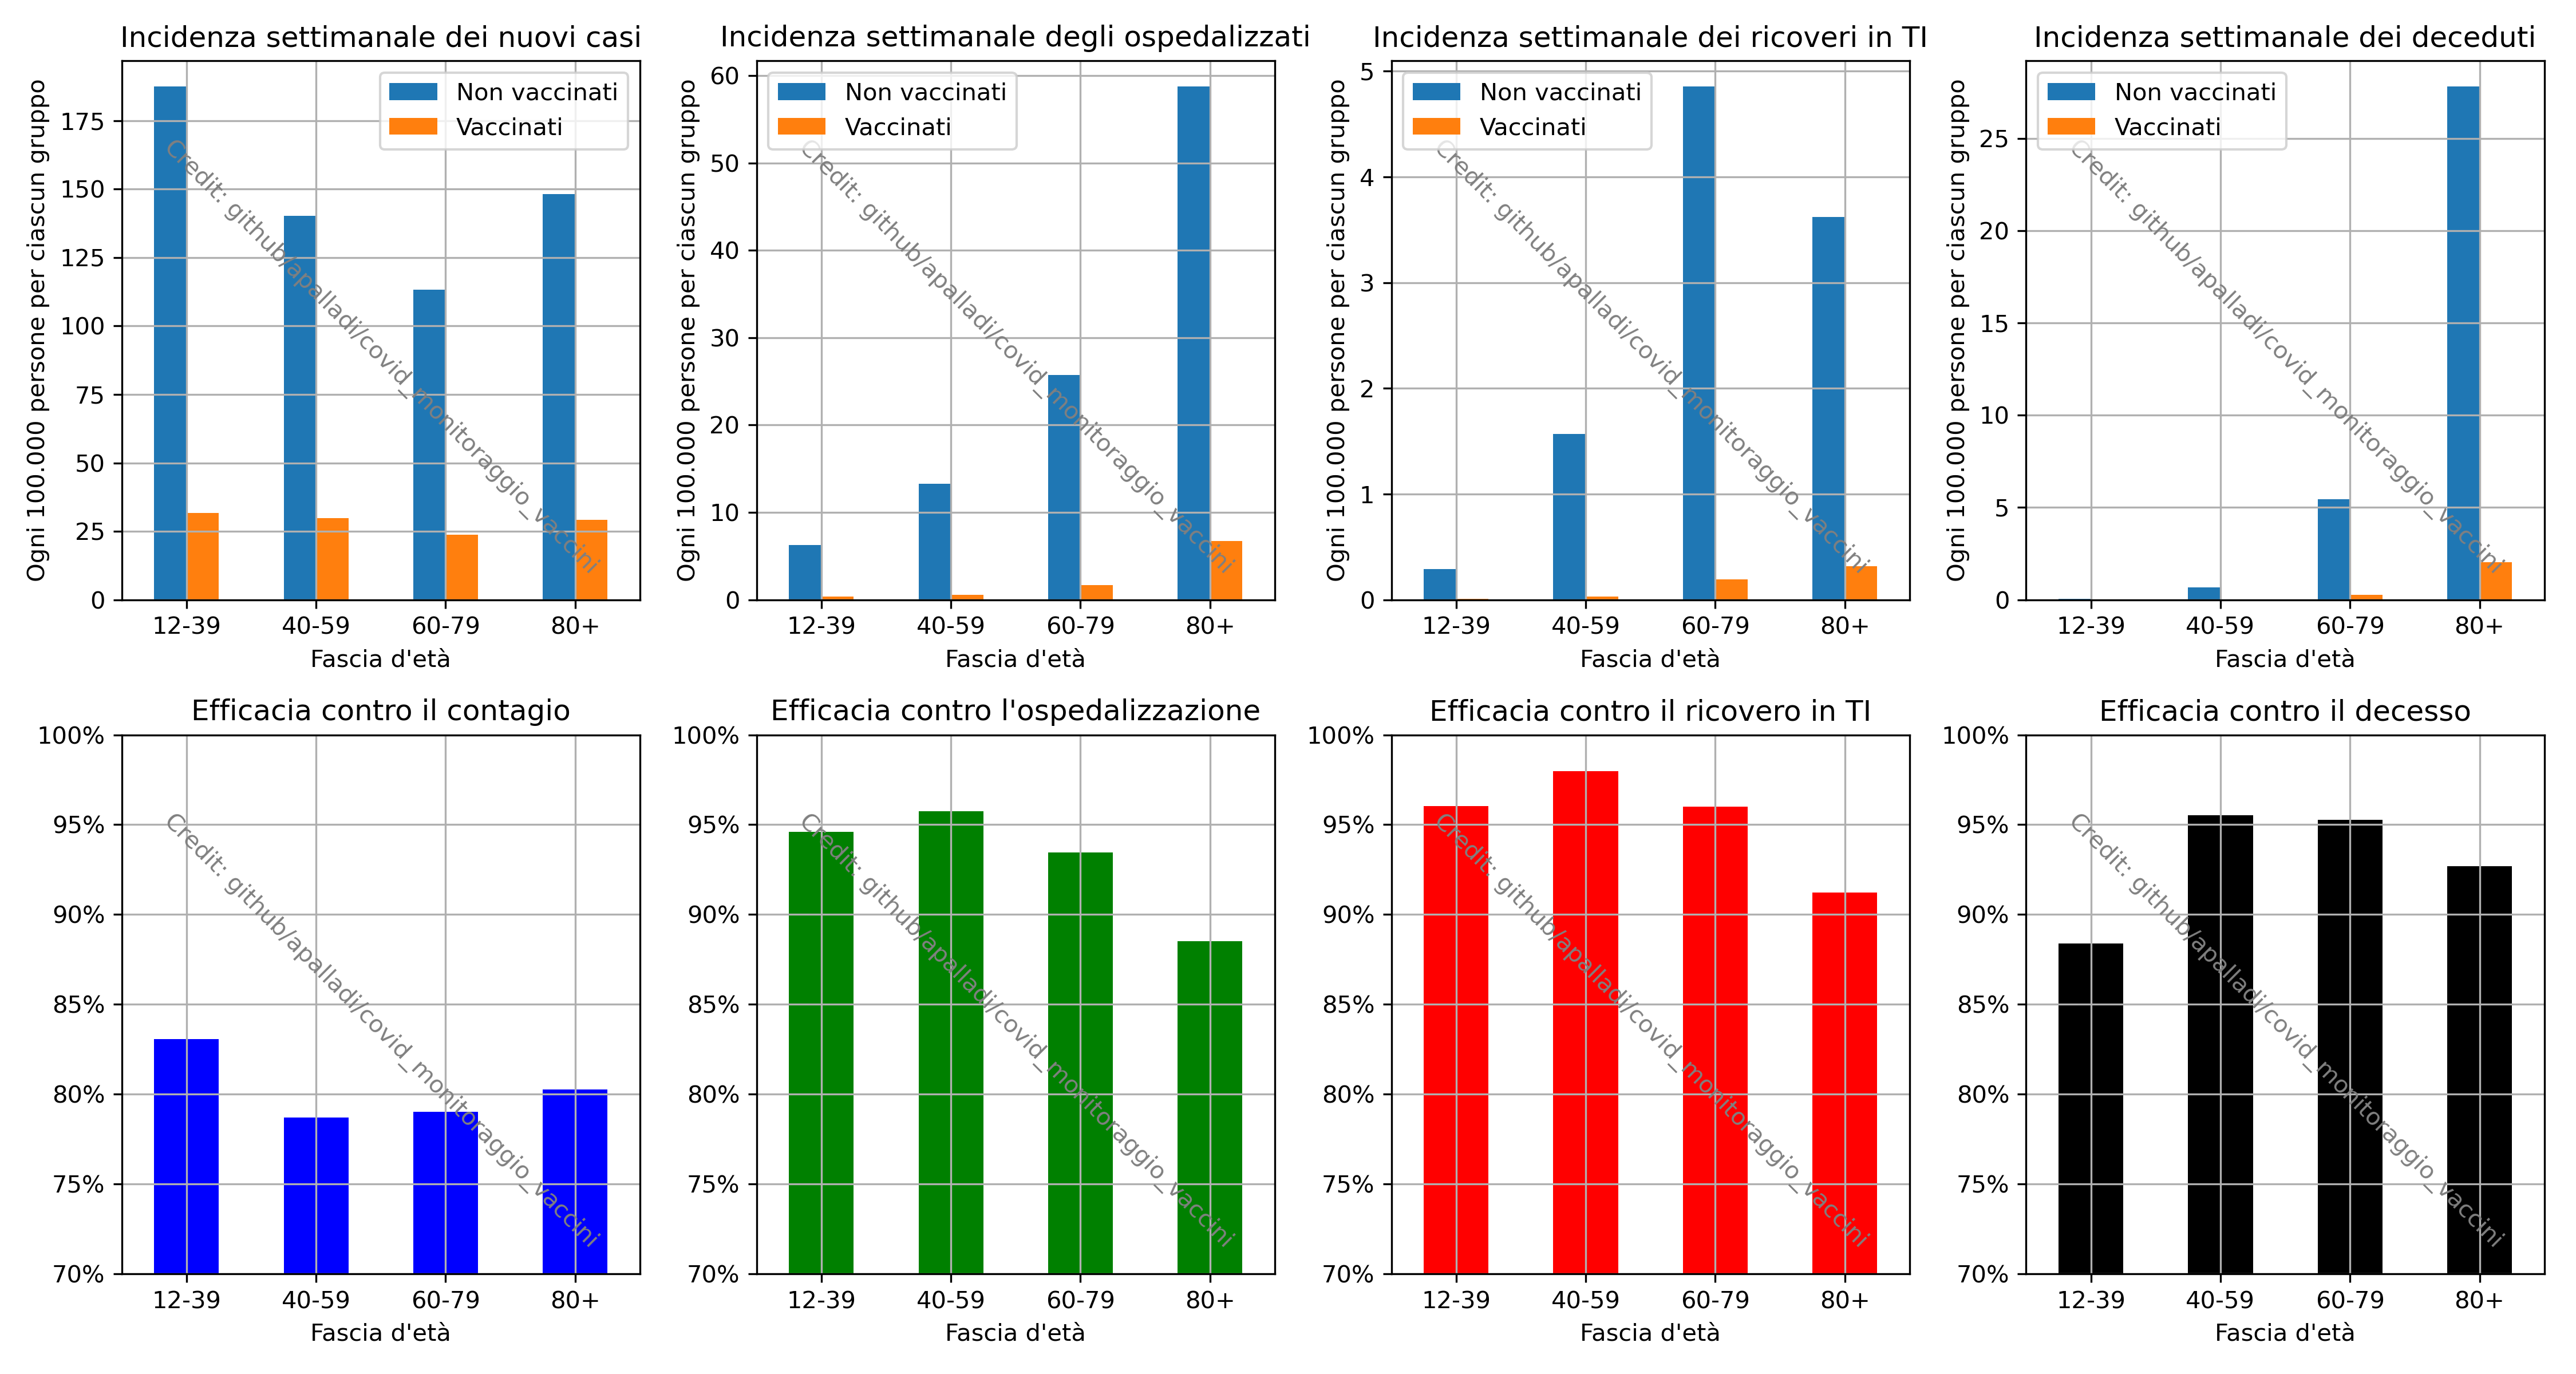 Incidenza settimanale dei nuovi casi
Ogni 100.000 persone per ciascun gruppo
175
150
125
100
75
50
25
0
Non vaccinati
Vaccinati
Credit: github/apalladi/covid_monitoraggio_vaccini
12-39 40-59 60-79 80+
Fascia d'età
Incidenza settimanale degli ospedalizzati
Ogni 100.000 persone per ciascun gruppo
60
50
40
30
20
10
0
Non vaccinati
Vaccinati
Credit: github/apalladi/covid_monitoraggio_vaccini
12-39 40-59 60-79 80+
Fascia d'età
Incidenza settimanale dei ricoveri in TI
Ogni 100.000 persone per ciascun gruppo
5
4
3
2
1
0
Non vaccinati
Vaccinati
Credit: github/apalladi/covid_monitoraggio_vaccini
12-39 40-59 60-79 80+
Fascia d'età
Incidenza settimanale dei deceduti
Ogni 100.000 persone per ciascun gruppo
25
20
15
10
5
0
Non vaccinati
Vaccinati
Credit: github/apalladi/covid_monitoraggio_vaccini
12-39 40-59 60-79 80+
Fascia d'età
Efficacia contro il contagio
100%
95%
90%
85%
80%
75%
70%
Credit: github/apalladi/covid_monitoraggio_vaccini
12-39 40-59 60-79 80+
Fascia d'età
Efficacia contro l'ospedalizzazione
100%
95%
90%
85%
80%
75%
70%
Credit: github/apalladi/covid_monitoraggio_vaccini
12-39 40-59 60-79 80+
Fascia d'età
Efficacia contro il ricovero in TI
100%
95%
90%
85%
80%
75%
70%
Credit: github/apalladi/covid_monitoraggio_vaccini
12-39 40-59 60-79 80+
Fascia d'età
Efficacia contro il decesso
100%
95%
90%
85%
80%
75%
70%
Credit: github/apalladi/covid_monitoraggio_vaccini
12-39 40-59 60-79 80+
Fascia d'età